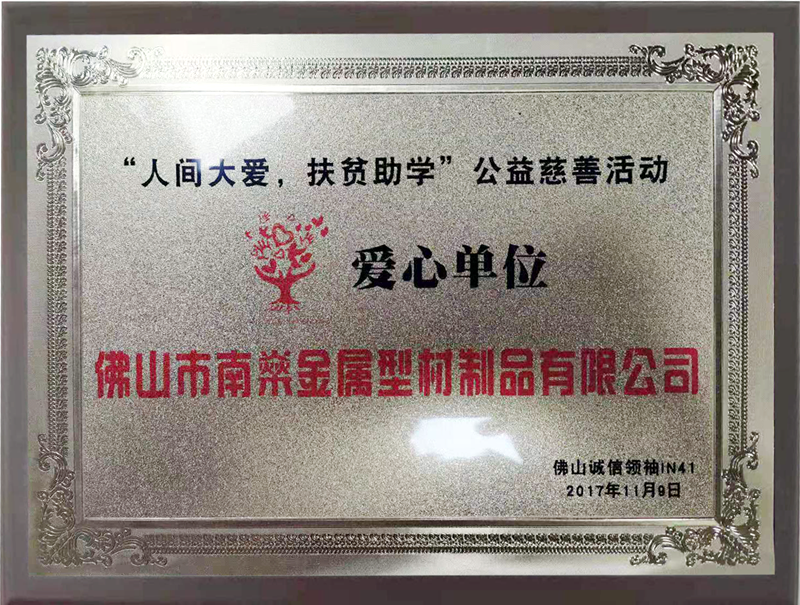 “人间大爱，扶贫助学”公益慈善活动
爱心单位
佛山市南燊金属型材制品有限公司
佛山诚信领袖IN41
2017年11月9日